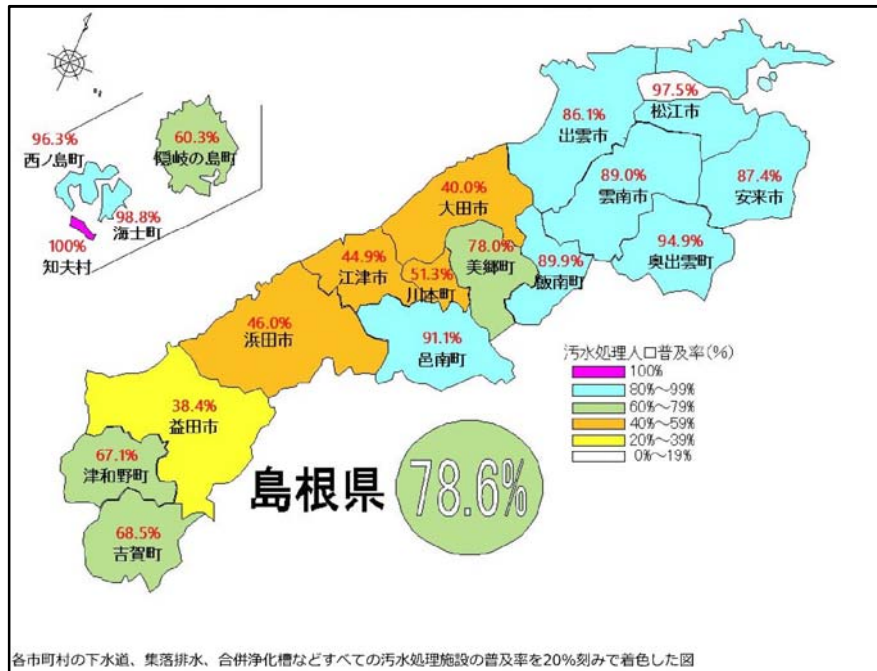 96.3%
西ノ島町
60.3%
隠岐の島町
98.8%
海士町
100%
知夫村
97.5%
松江市
86.1%
出雲市
89.0%
雲南市
87.4%
安来市
94.9%
奥出雲町
40.0%
大田市
78.0%
美郷町
89.9%
飯南町
44.9%
江津市
51.3%
川本町
46.0%
浜田市
91.1%
邑南町
38.4%
益田市
67.1%
津和野町
68.5%
吉賀町
島根県
78.6%
汚水処理人口普及率(%)
100%
80%~99%
60%~79%
40%~59%
20%~39%
0%~19%
各市町村の下水道、集落排水、合併浄化槽などすべての汚水処理施設の普及率を20%刻みで着色した図